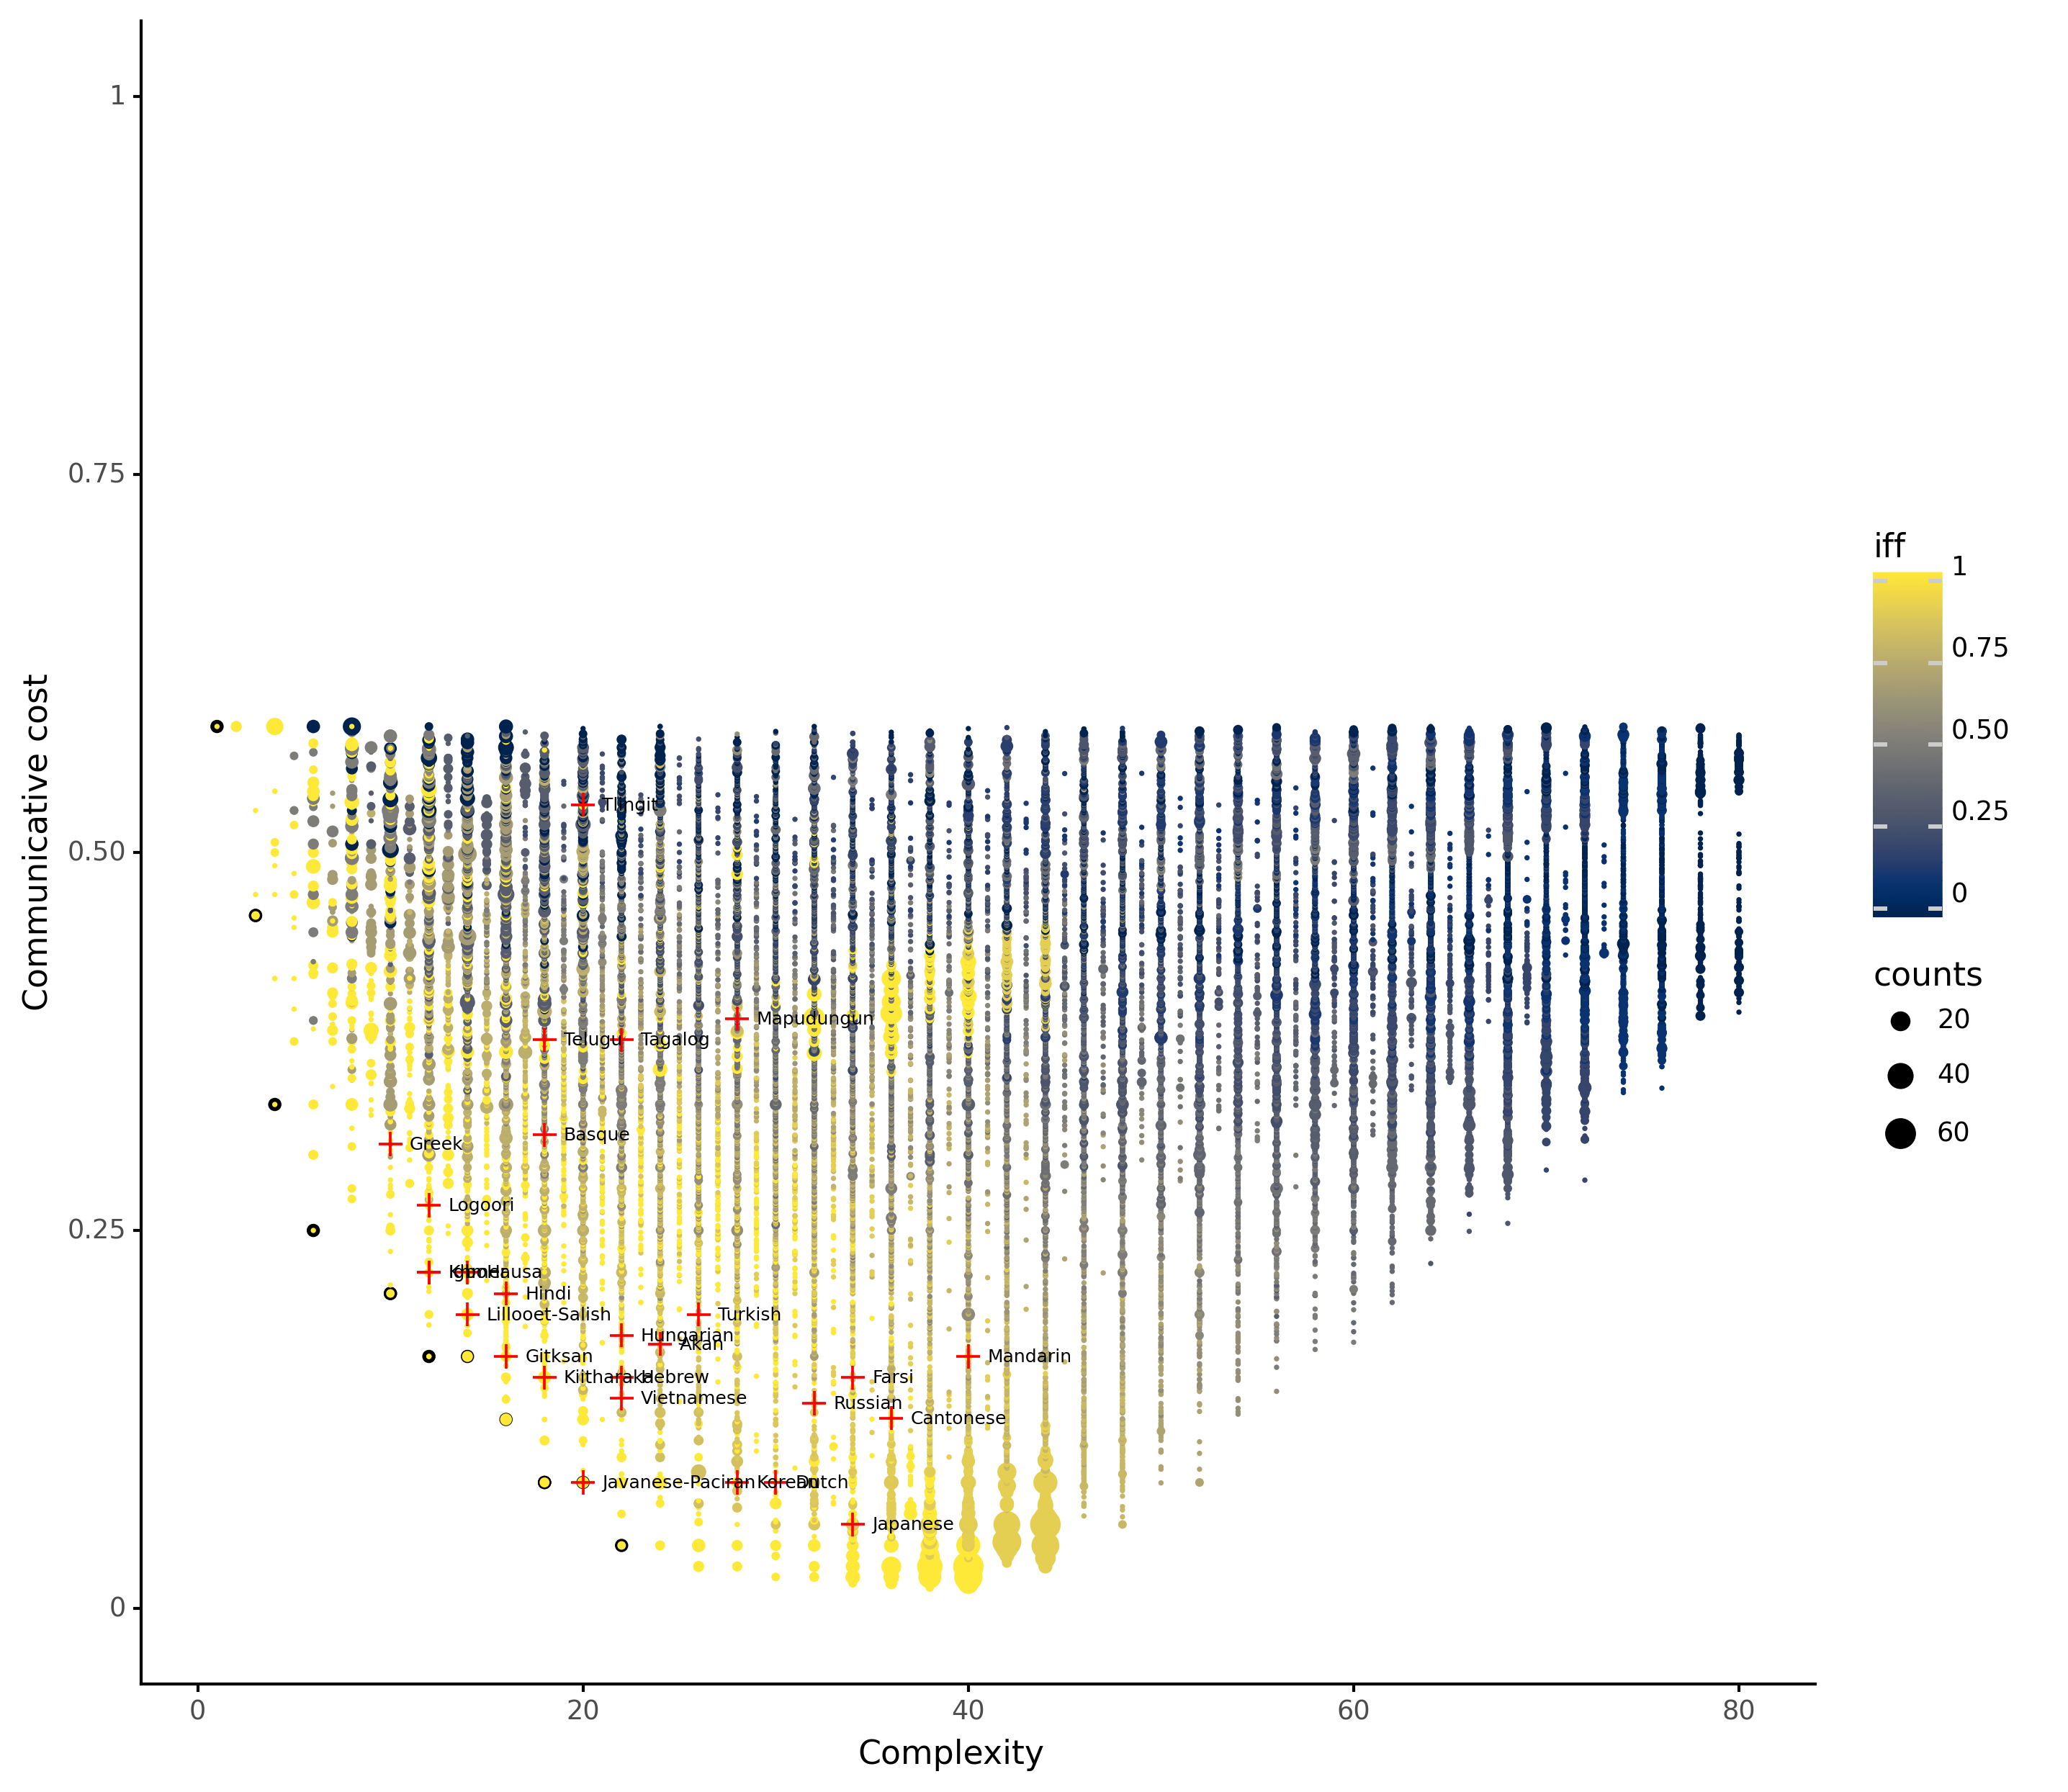 Communicative cost
1
0.75
0.50
0.25
0
0
20
40
60
80
Complexity
iff
1
0.75
0.50
0.25
0
counts
20
40
60
Tlingit
Mapudungun
Telugu
Tagalog
Basque
Greek
Logoori
Khmer
Hausa
Hindi
Lillooet-Salish
Turkish
Hungarian
Akan
Gitksan
Mandarin
Kiitharaka
Hebrew
Farsi
Vietnamese
Russian
Cantonese
Javanese-Paciran
Korean
Dutch
Japanese